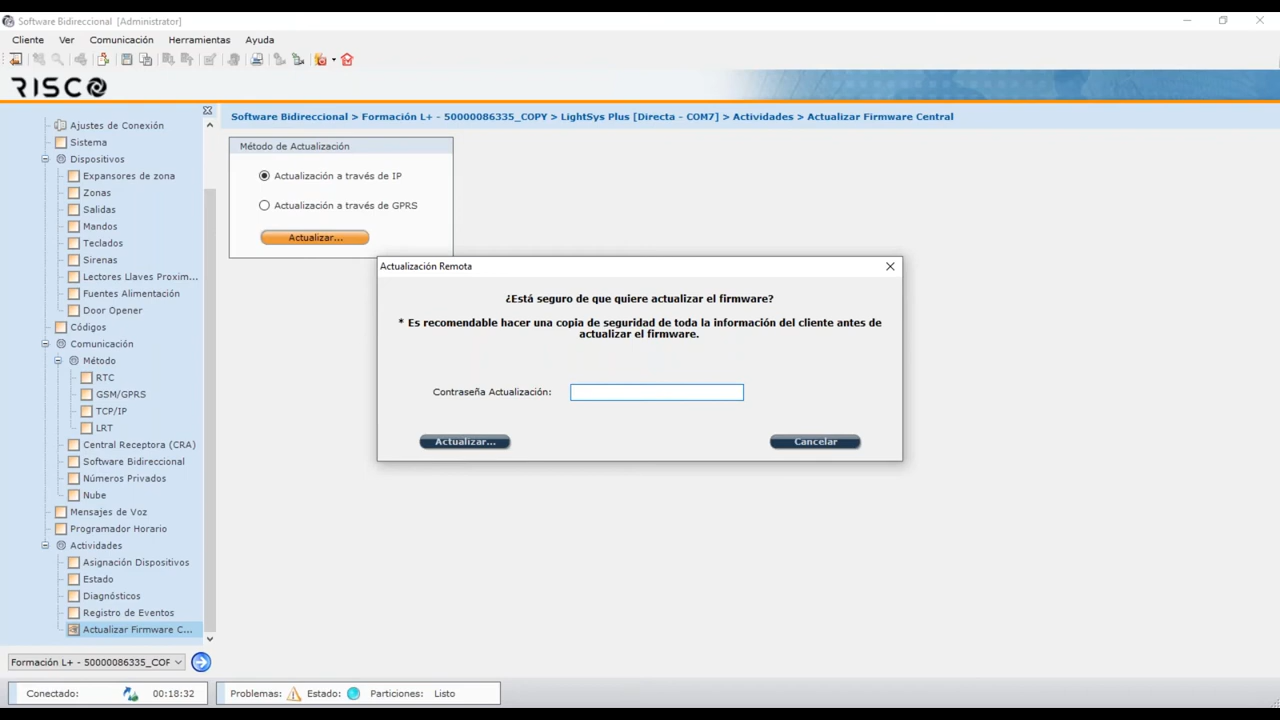 Software Bidireccional [Administrator]
Cliente Ver Comunicación Herramientas Ayuda
RISCO
Software Bidireccional > Formación L+ - 50000086335_COPY > LightSys Plus [Directa - COM7] > Actividades > Actualizar Firmware Central
Ajustes de Conexión
Sistema
Dispositivos
Expansores de zona
Zonas
Salidas
Mandos
Teclados
Sirenas
Lectores Llaves Proxim...
Fuentes Alimentación
Door Opener
Códigos
Comunicación
Método
RTC
GSM/GPRS
TCP/IP
LRT
Central Receptora (CRA)
Software Bidireccional
Números Privados
Nube
Mensajes de Voz
Programador Horario
Actividades
Asignación Dispositivos
Estado
Diagnósticos
Registro de Eventos
Actualizar Firmware C...
Método de Actualización
Actualización a través de IP
Actualización a través de GPRS
Actualizar...
Actualización Remota
¿Está seguro de que quiere actualizar el firmware?
* Es recomendable hacer una copia de seguridad de toda la información del cliente antes de
actualizar el firmware.
Contraseña Actualización:
Actualizar... Cancelar
Formación L+ - 50000086335_COP
Conectado: 00:18:32 Problemas: Estado: Particiones: Listo